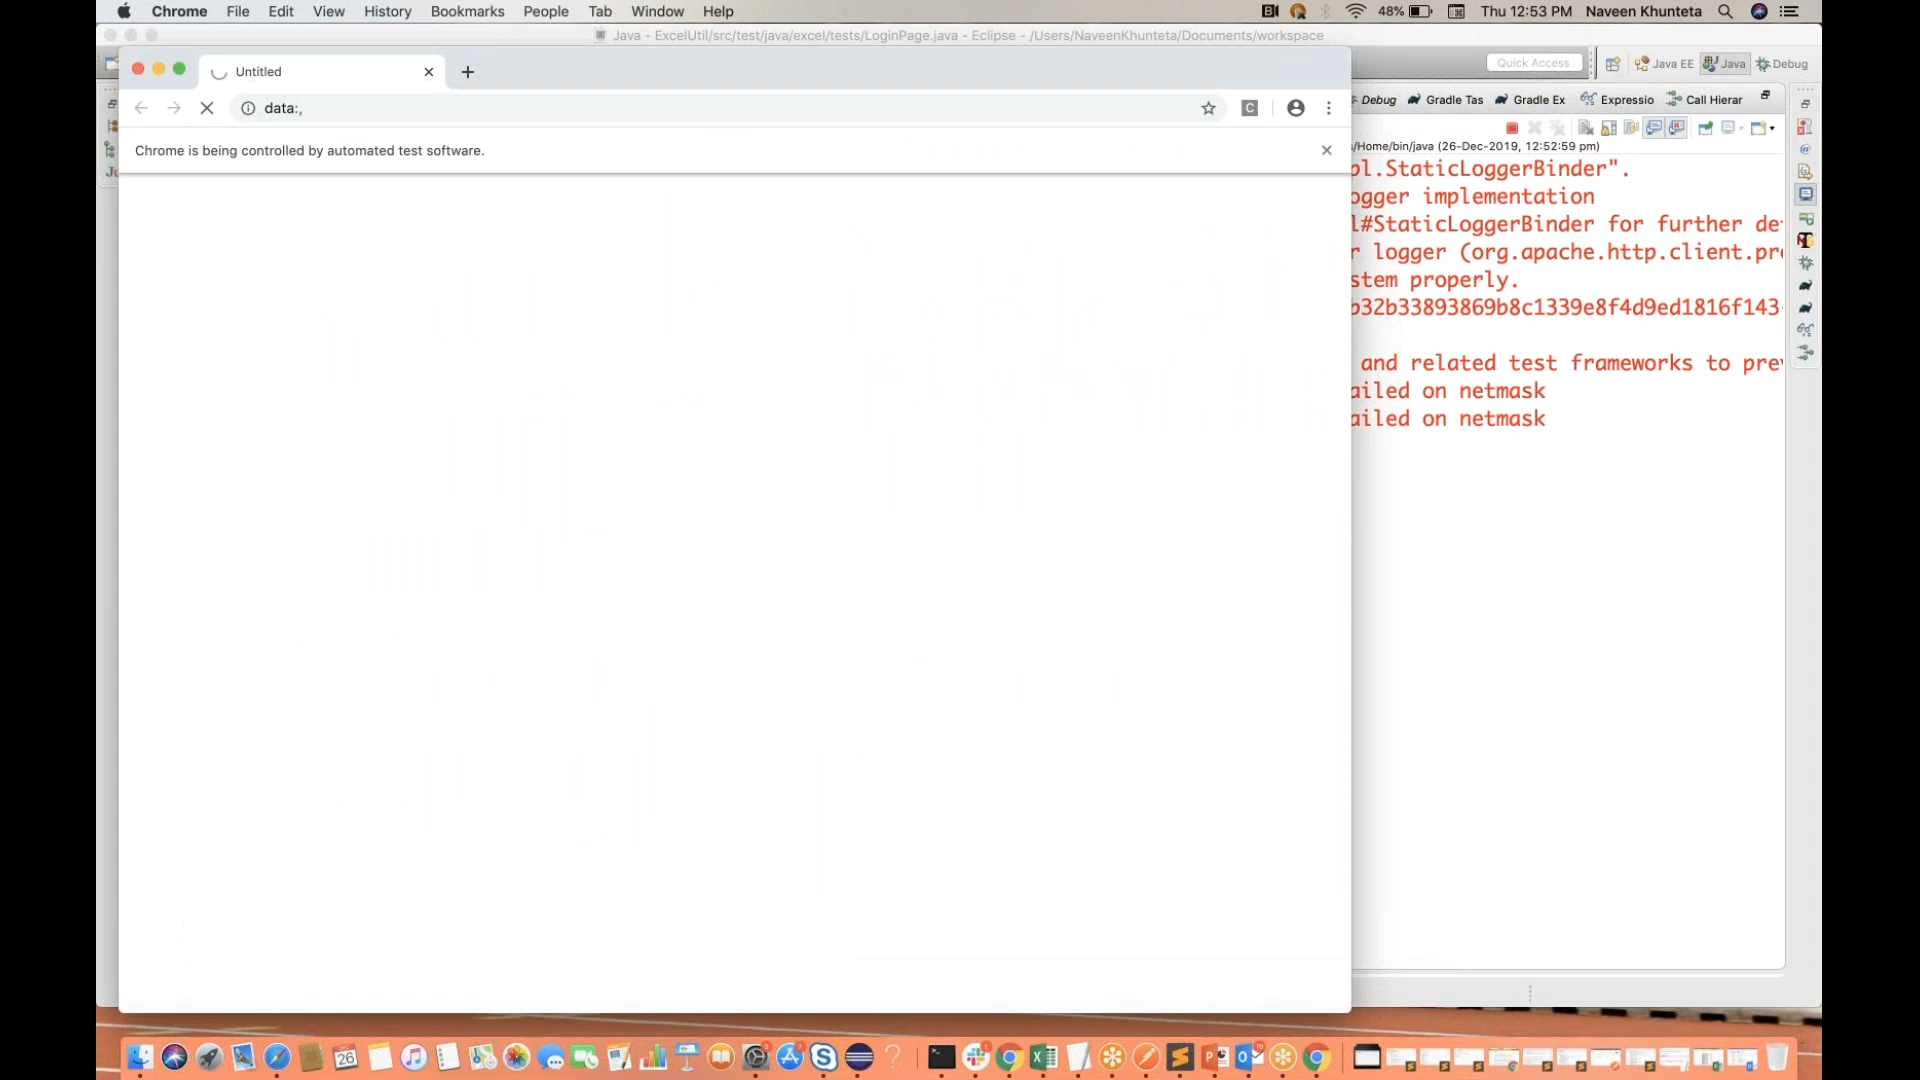 Chrome File Edit View History Bookmarks People Tab Window Help 48% Thu 12:53 PM Naveen Khunteta
Java - ExcelUtil/src/test/java/excel/tests/LoginPage.java - Eclipse - /Users/NaveenKhunteta/Documents/workspace
Quick Access Java EE Java Debug
Untitled
Debug Gradle Tas Gradle Ex Expressio Call Hierar
data:,
Chrome is being controlled by automated test software.
s/Home/bin/java (26-Dec-2019, 12:52:59 pm)
pl.StaticLoggerBinder".
ogger implementation
l#StaticLoggerBinder for further de
r logger (org.apache.http.client.pr
stem properly.
b32b33893869b8c1339e8f4d9ed1816f143
and related test frameworks to pre
ailed on netmask
ailed on netmask
26